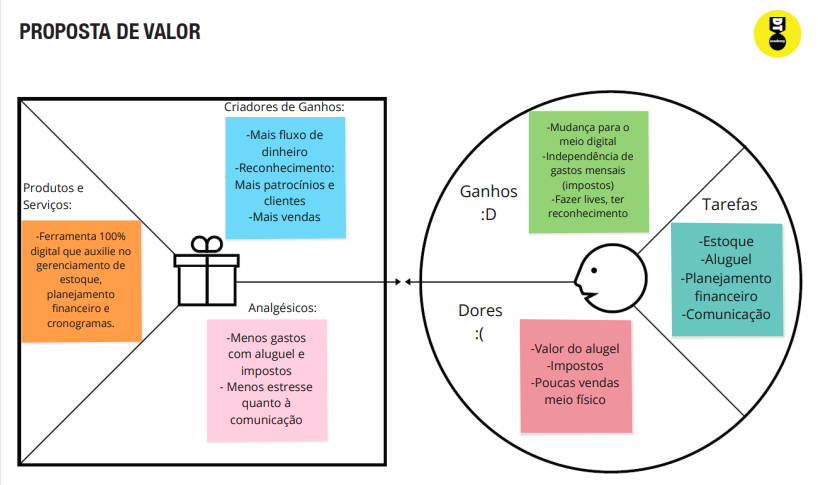 PROPOSTA DE VALOR
DT
academy
Criadores de Ganhos:
-Mais fluxo de
dinheiro
-Reconhecimento:
Mais patrocínios e
clientes
-Mais vendas
Produtos e
Serviços:
-Ferramenta 100%
digital que auxilie no
gerenciamento de
estoque,
planejamento
financeiro e
cronogramas.
Analgésicos:
-Menos gastos
com aluguel e
impostos
- Menos estresse
quanto à
comunicação
Ganhos
:D
-Mudança para o
meio digital
-Independência de
gastos mensais
(impostos)
-Fazer lives, ter
reconhecimento
Tarefas
-Estoque
-Aluguel
-Planejamento
financeiro
-Comunicação
Dores
:(
-Valor do alugel
-Impostos
-Poucas vendas
meio físico